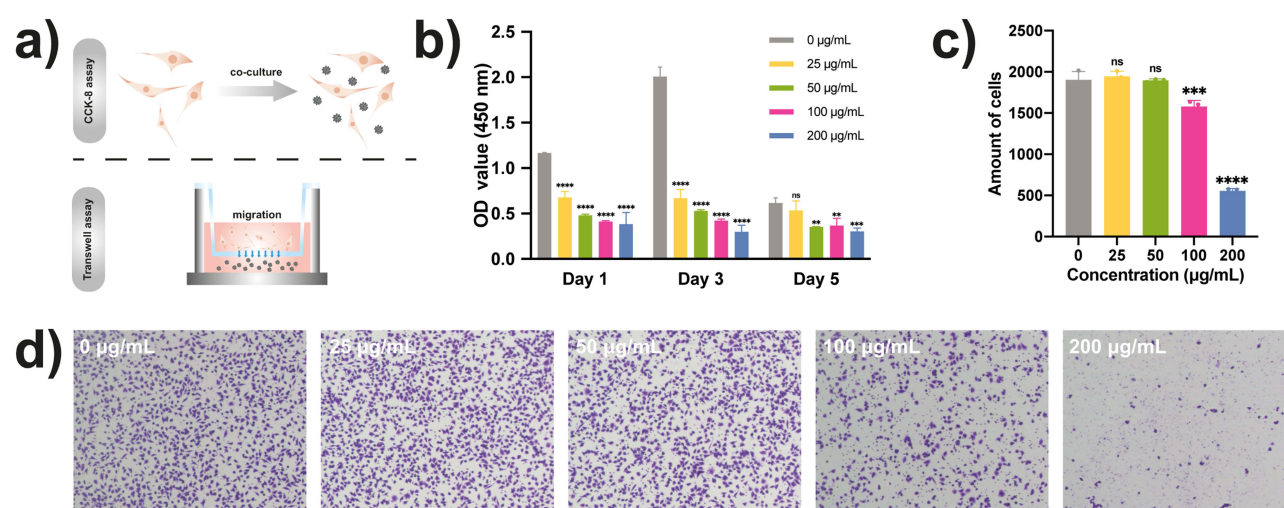 a)
CCK-8 assay
co-culture
Transwell assay
migration
b)
OD value (450 nm)
2.5
2.0
1.5
1.0
0.5
0.0
0 µg/mL
25 µg/mL
50 µg/mL
100 µg/mL
200 µg/mL
**** **** **** ****
**** **** **** ****
ns ** ** ***
Day 1 Day 3 Day 5
c)
Amount of cells
2500
2000
1500
1000
500
0
ns ns *** ****
0 25 50 100 200
Concentration (µg/mL)
d)
0 µg/mL 25 µg/mL 50 µg/mL 100 µg/mL 200 µg/mL